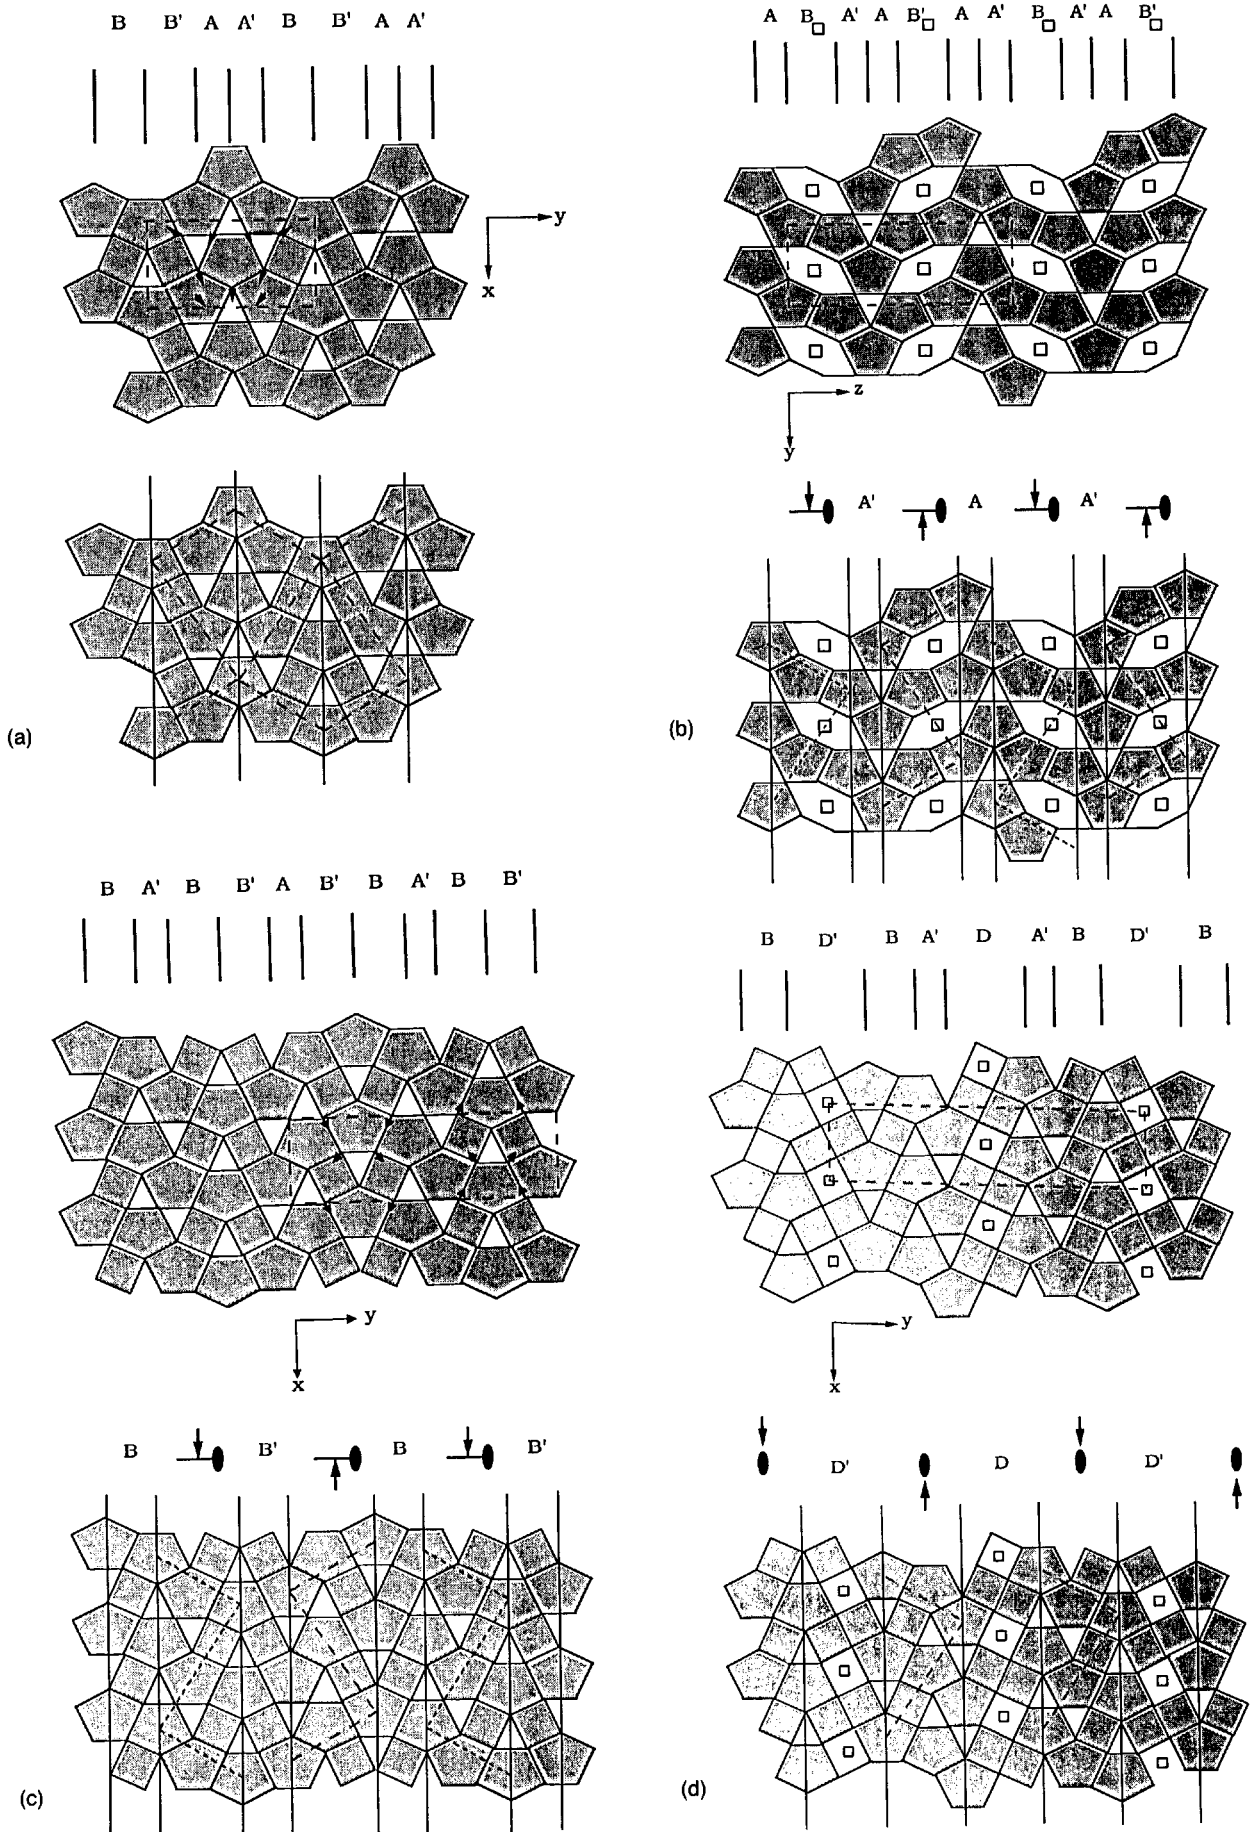 B B' A A' B B' A A'
y
x
(a)
A B A' A B' A A' B A' A B'
z
y
A' A A'
(b)
B A' B B' A B' B A' B B'
y
x
B B' B B'
(c)
B D' B A' D A' B D' B
y
x
D' D D'
(d)